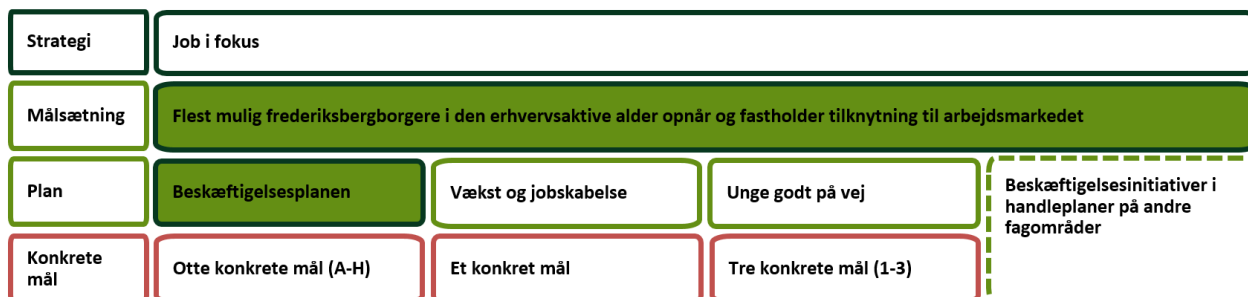 Strategi
Job i fokus
Målsætning
Flest mulig frederiksbergborgere i den erhvervsaktive alder opnår og fastholder tilknytning til arbejdsmarkedet
Plan
Beskæftigelsesplanen
Vækst og jobskabelse
Unge godt på vej
Beskæftigelsesinitiativer i
handleplaner på andre
fagområder
Konkrete
mål
Otte konkrete mål (A-H)
Et konkret mål
Tre konkrete mål (1-3)